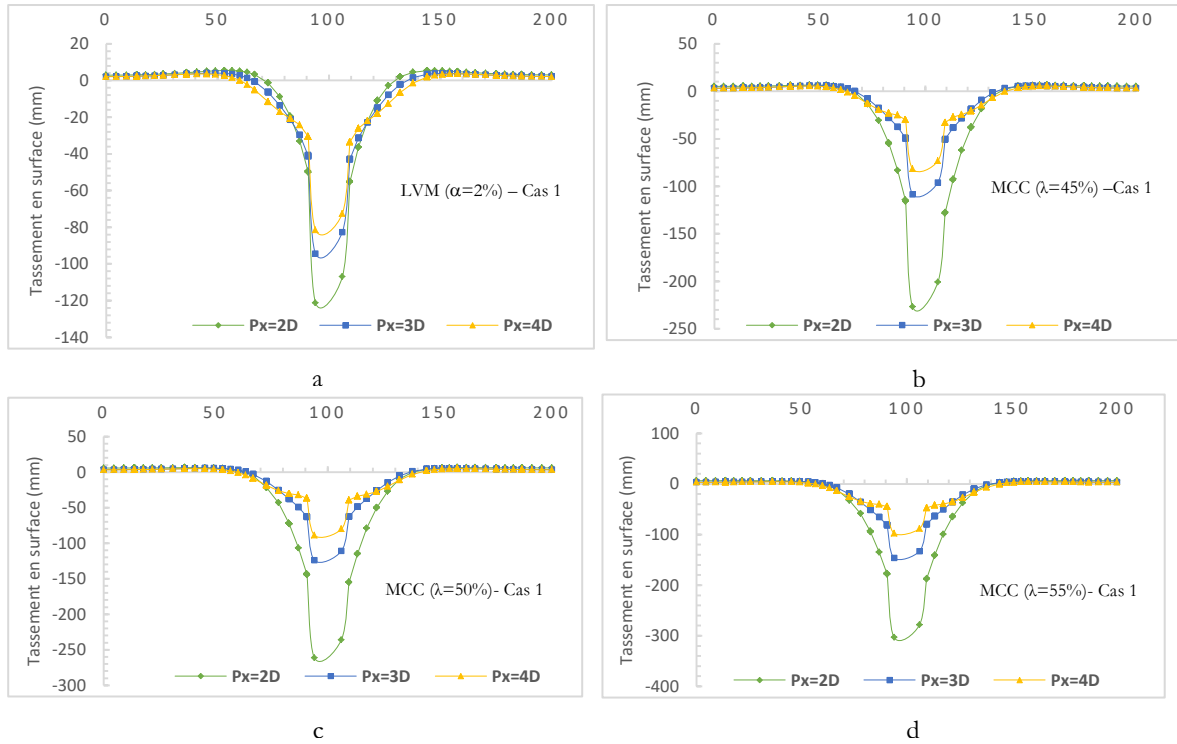 0 50 100 150 200
20
0
-20
-40
-60
-80
-100
-120
-140
Tassement en surface (mm)
LVM (α=2%) – Cas 1
Px=2D Px=3D Px=4D
a
0 50 100 150 200
50
0
-50
-100
-150
-200
-250
Tassement en surface (mm)
MCC (λ=45%) –Cas 1
Px=2D Px=3D Px=4D
b
0 50 100 150 200
50
0
-50
-100
-150
-200
-250
-300
Tassement en surface (mm)
MCC (λ=50%)- Cas 1
Px=2D Px=3D Px=4D
c
0 50 100 150 200
100
0
-100
-200
-300
-400
Tassement en surface (mm)
MCC (λ=55%)- Cas 1
Px=2D Px=3D Px=4D
d